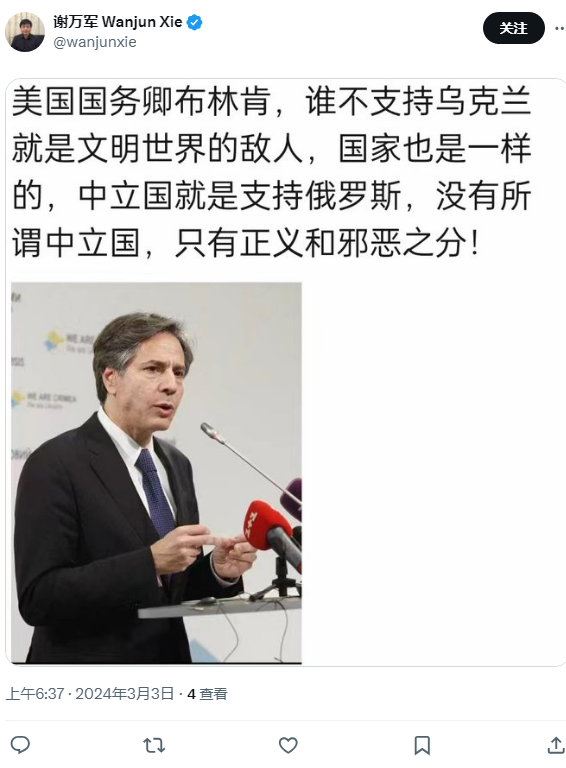 谢万军 Wanjun Xie
@wanjunxie
关注
美国国务卿布林肯，谁不支持乌克兰
就是文明世界的敌人，国家也是一样
的，中立国就是支持俄罗斯，没有所
谓中立国，只有正义和邪恶之分！
WE ARE
WE ARE CRIMEA
上午6:37 · 2024年3月3日 · 4 查看